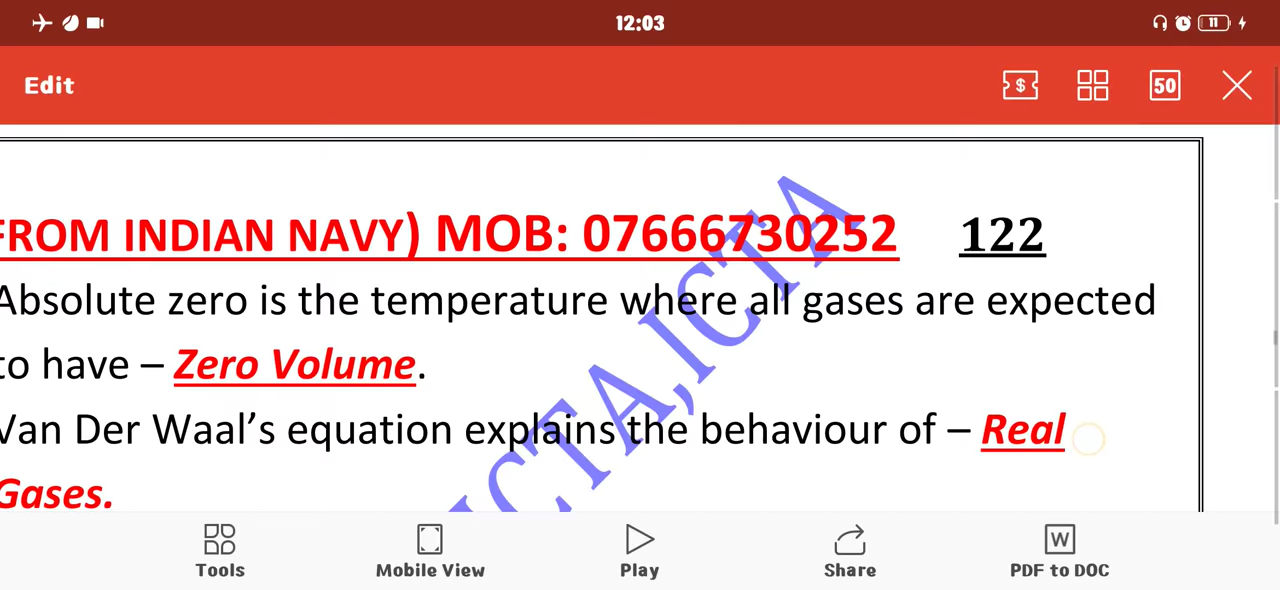 12:03
11
Edit
50
FROM INDIAN NAVY) MOB: 07666730252 122
Absolute zero is the temperature where all gases are expected
to have – Zero Volume.
Van Der Waal’s equation explains the behaviour of – Real
Gases.
ICTA,ICTA
Tools Mobile View Play Share PDF to DOC